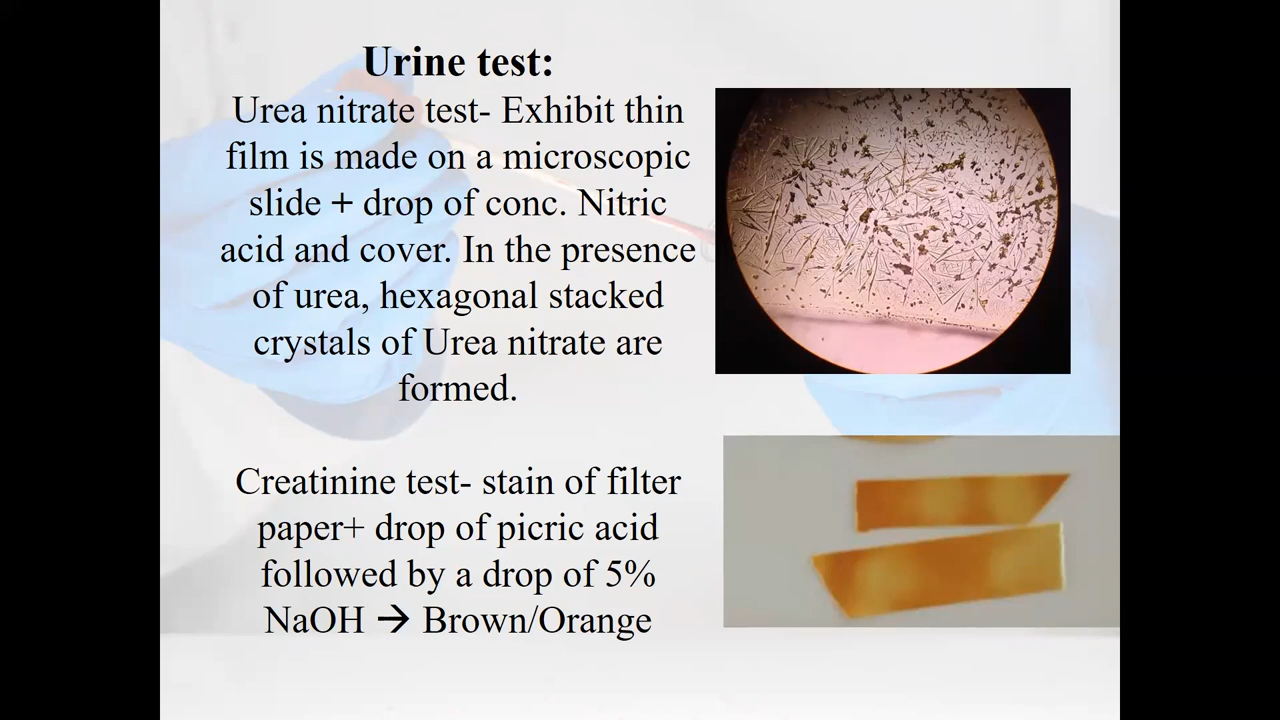 Urine test:
Urea nitrate test- Exhibit thin
film is made on a microscopic
slide + drop of conc. Nitric
acid and cover. In the presence
of urea, hexagonal stacked
crystals of Urea nitrate are
formed.
Creatinine test- stain of filter
paper+ drop of picric acid
followed by a drop of 5%
NaOH → Brown/Orange